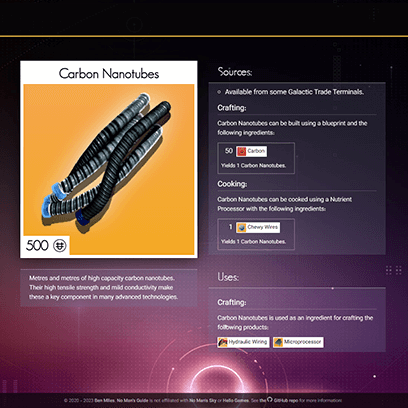 Carbon Nanotubes
500
Metres and metres of high capacity carbon nanotubes.
Their high tensile strength and mild conductivity make
these a key component in many advanced technologies.
Sources:
Available from some Galactic Trade Terminals.
Crafting:
Carbon Nanotubes can be built using a blueprint and the
following ingredients:
50 Carbon
Yields 1 Carbon Nanotubes.
Cooking:
Carbon Nanotubes can be cooked using a Nutrient
Processor with the following ingredients:
1 Chewy Wires
Yields 1 Carbon Nanotubes.
Uses:
Crafting:
Carbon Nanotubes is used as an ingredient for crafting the
following products:
Hydraulic Wiring Microprocessor
© 2020 - 2023 Ben Miles. No Man's Guide is not affiliated with No Man's Sky or Hello Games. See the GitHub repo for more information!